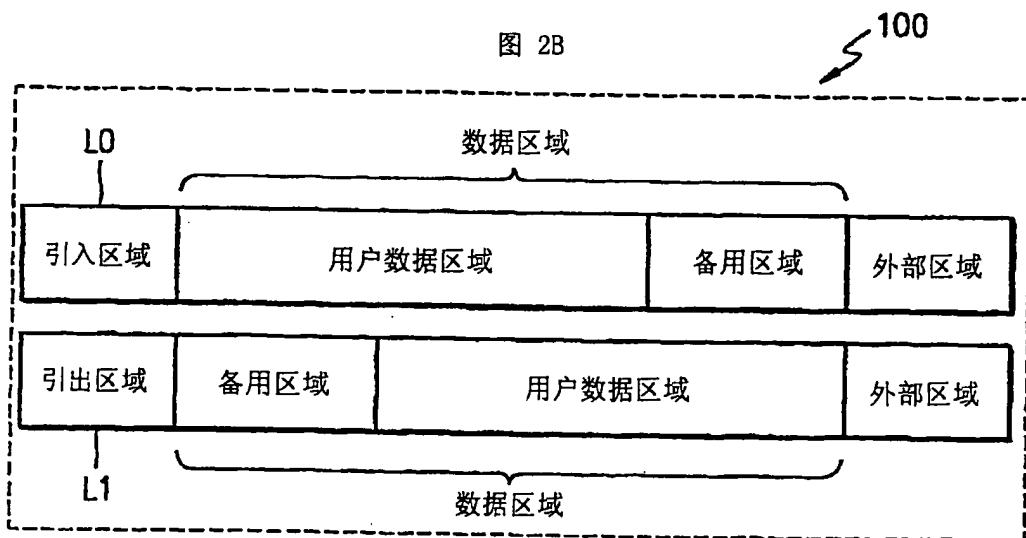 图 2B
100
L0
数据区域
引入区域 用户数据区域 备用区域 外部区域
引出区域 备用区域 用户数据区域 外部区域
L1
数据区域